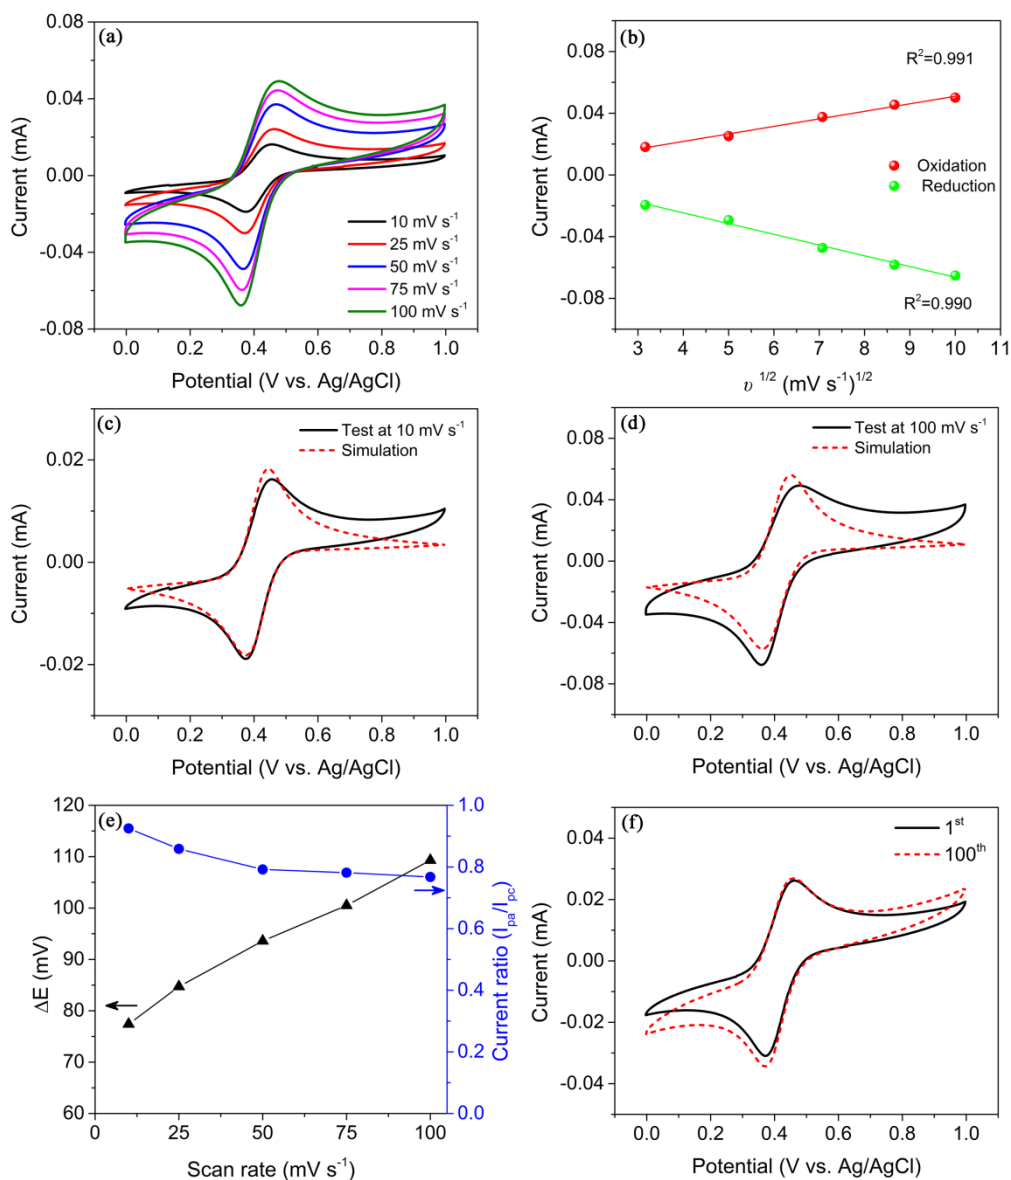 (a)
0.08
0.04
0.00
-0.04
-0.08
Current (mA)
10 mV s⁻¹
25 mV s⁻¹
50 mV s⁻¹
75 mV s⁻¹
100 mV s⁻¹
0.0 0.2 0.4 0.6 0.8 1.0
Potential (V vs. Ag/AgCl)
(b)
R²=0.991
0.08
0.04
0.00
-0.04
-0.08
Current (mA)
Oxidation
Reduction
R²=0.990
3 4 5 6 7 8 9 10 11
υ ¹/² (mV s⁻¹)¹/²
(c)
Test at 10 mV s⁻¹
Simulation
0.02
0.00
-0.02
Current (mA)
0.0 0.2 0.4 0.6 0.8 1.0
Potential (V vs. Ag/AgCl)
(d)
Test at 100 mV s⁻¹
Simulation
0.08
0.04
0.00
-0.04
-0.08
Current (mA)
0.0 0.2 0.4 0.6 0.8 1.0
Potential (V vs. Ag/AgCl)
(e)
120
110
100
90
80
70
60
ΔE (mV)
1.0
0.8
0.6
0.4
0.2
0.0
Current ratio (Ipa/Ipc)
0 25 50 75 100
Scan rate (mV s⁻¹)
(f)
1ˢᵗ
100ᵗʰ
0.04
0.02
0.00
-0.02
-0.04
Current (mA)
0.0 0.2 0.4 0.6 0.8 1.0
Potential (V vs. Ag/AgCl)